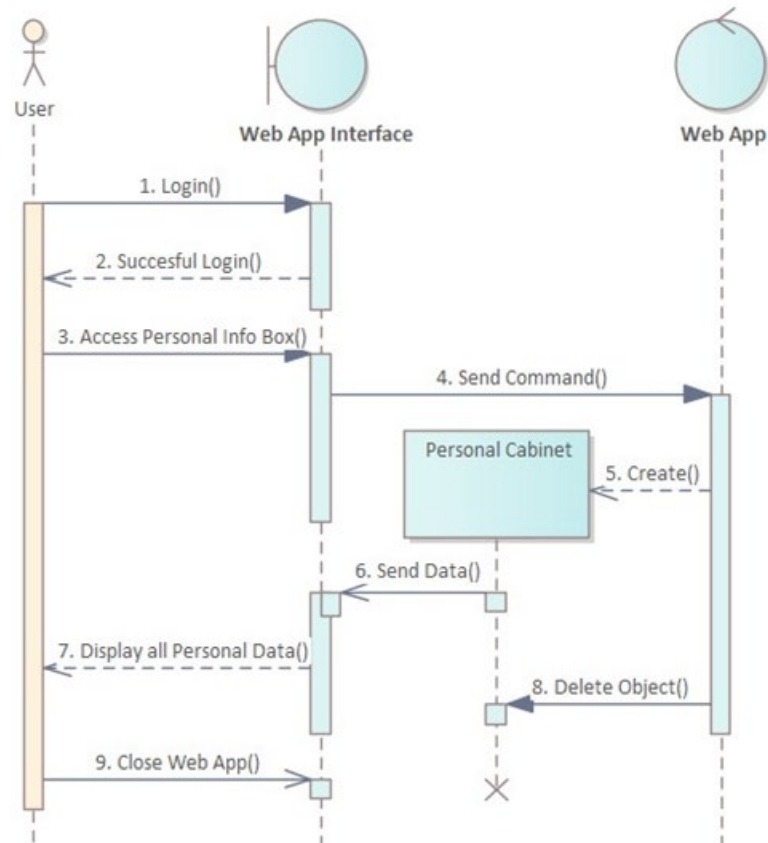 User
Web App Interface
Web App
1. Login()
2. Succesful Login()
3. Access Personal Info Box()
4. Send Command()
Personal Cabinet
5. Create()
6. Send Data()
7. Display all Personal Data()
8. Delete Object()
9. Close Web App()